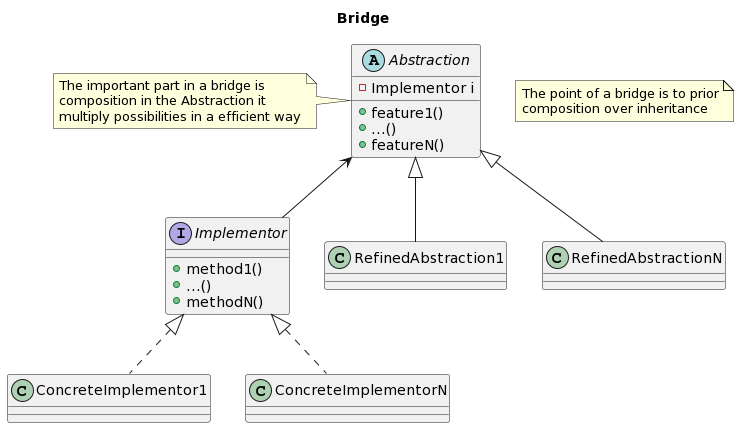 Bridge
The important part in a bridge is
composition in the Abstraction it
multiply possibilities in a efficient way
A Abstraction
Implementor i
feature1()
...()
featureN()
The point of a bridge is to prior
composition over inheritance
I Implementor
method1()
...()
methodN()
C RefinedAbstraction1
C RefinedAbstractionN
C ConcreteImplementor1
C ConcreteImplementorN